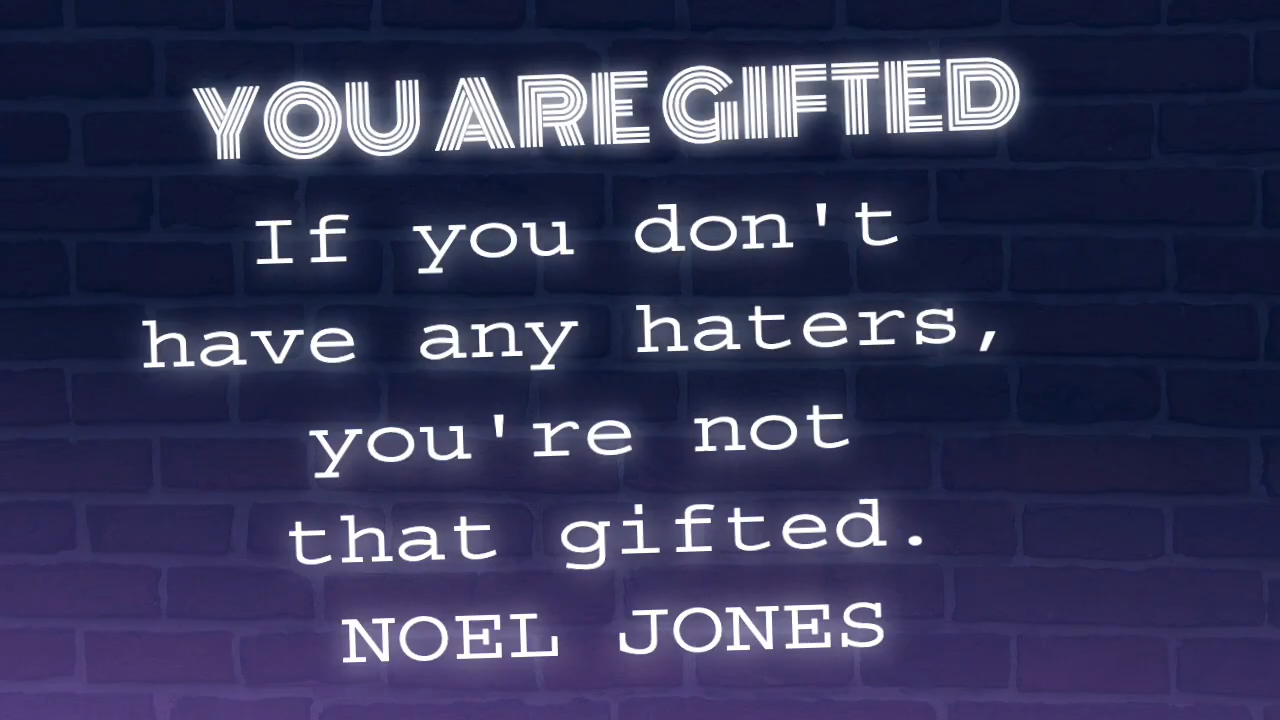 YOU ARE GIFTED
If you don't
have any haters,
you're not
that gifted.
NOEL JONES